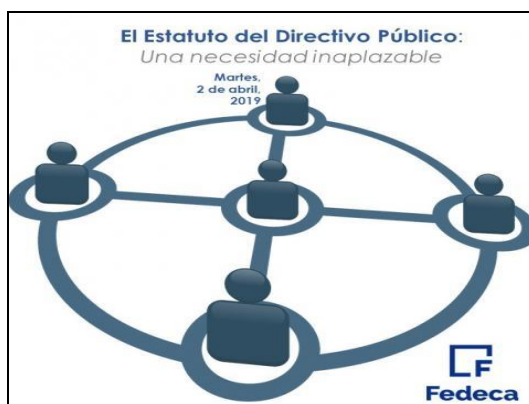 El Estatuto del Directivo Público:
Una necesidad inaplazable
Martes,
2 de abril,
2019
Fedeca